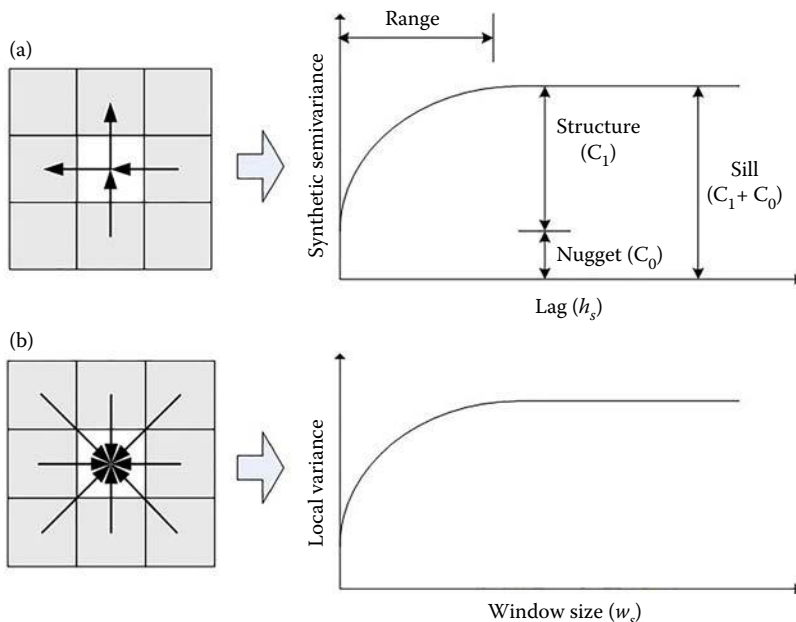 (a)
Range
Synthetic semivariance
Structure
(C₁)
Sill
(C₁+ C₀)
Nugget (C₀)
Lag (hₛ)
(b)
Local variance
Window size (wₛ)